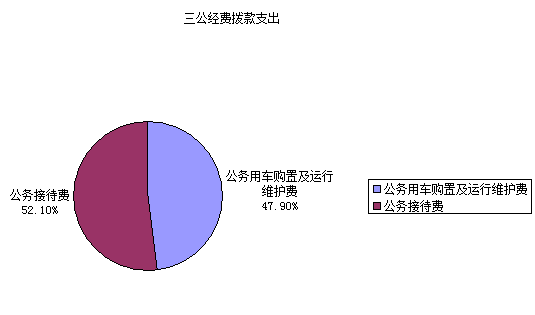 三公经费拨款支出
公务接待费
52.10%
公务用车购置及运行
维护费
47.90%
公务用车购置及运行维护费
公务接待费